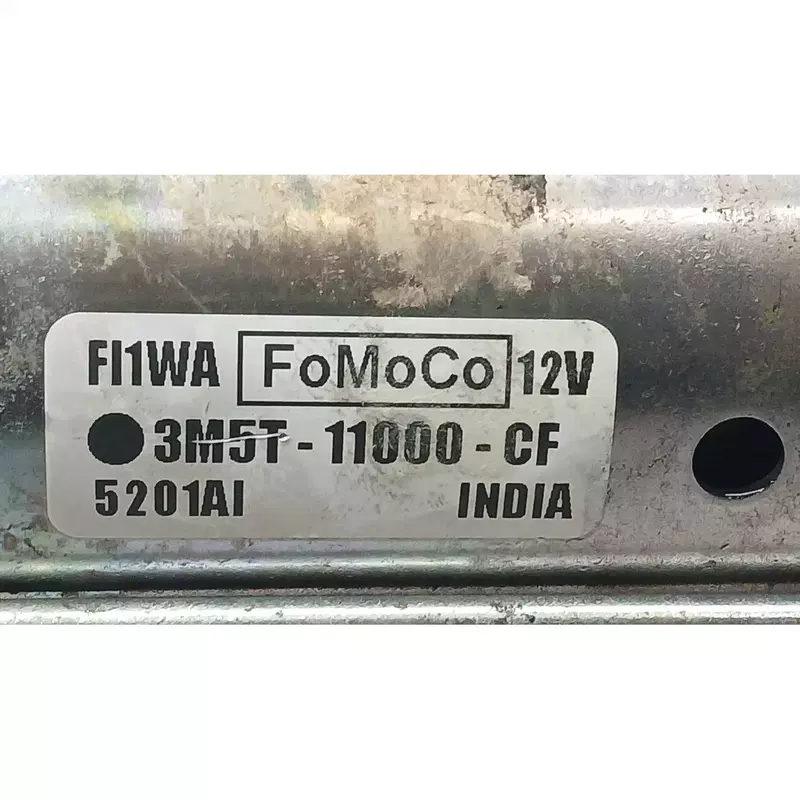 FI1WA FoMoCo 12V
3M5T - 11000 - CF
5201AI INDIA